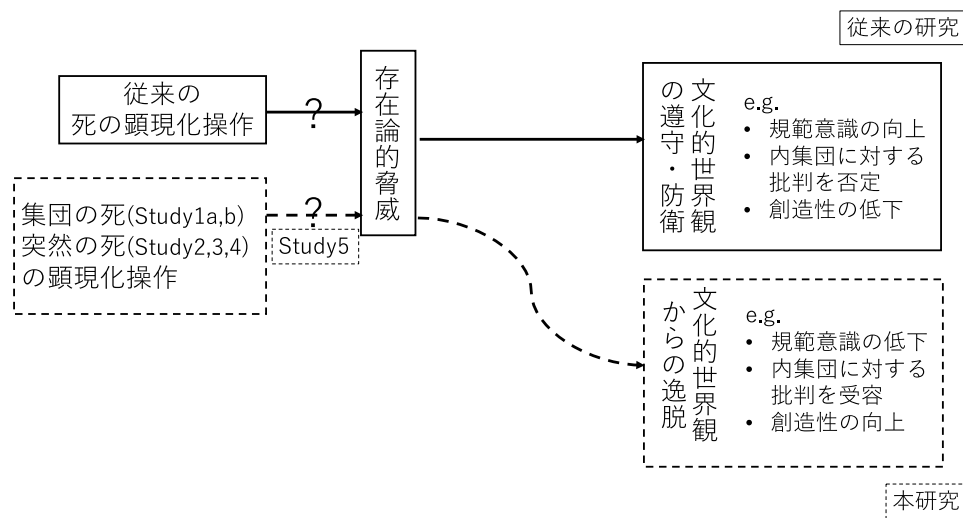 従来の研究
従来の
死の顕現化操作
?
存在論的脅威
文化的世界観
の遵守・防衛
e.g.
• 規範意識の向上
• 内集団に対する
批判を否定
• 創造性の低下
集団の死(Study1a,b)
突然の死(Study2,3,4)
の顕現化操作
?
Study5
文化的世界観
からの逸脱
e.g.
• 規範意識の低下
• 内集団に対する
批判を受容
• 創造性の向上
本研究